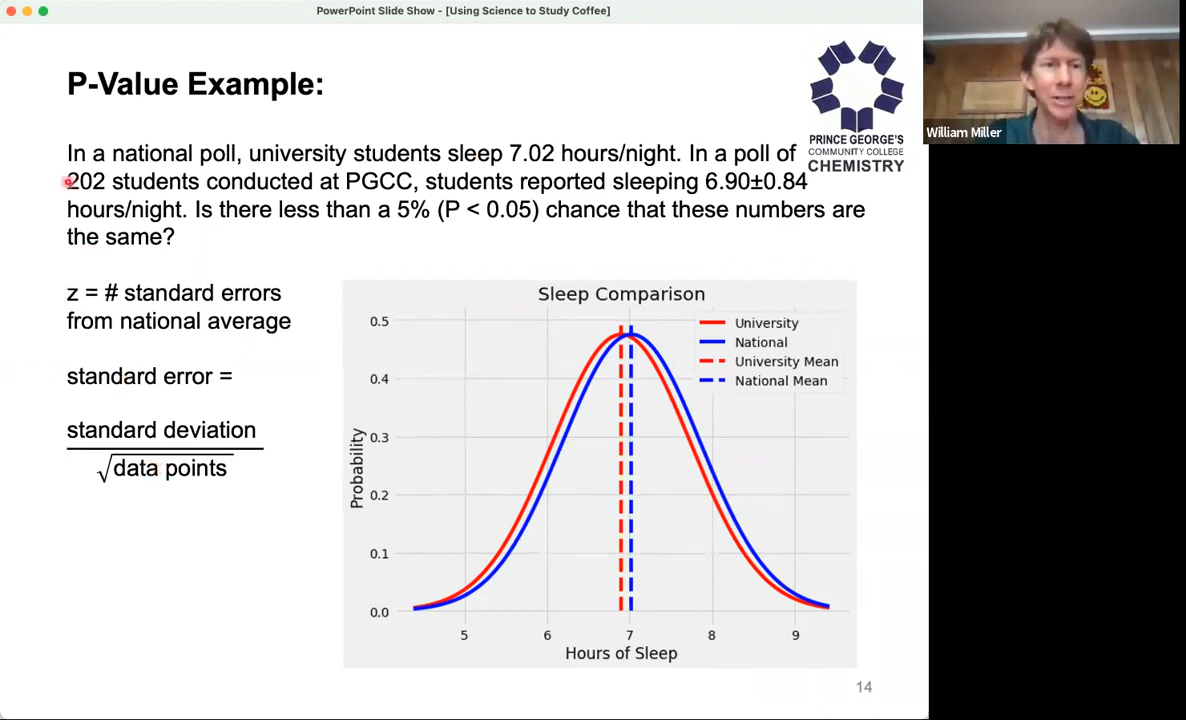 PowerPoint Slide Show - [Using Science to Study Coffee]
P-Value Example:
PRINCE GEORGE'S
COMMUNITY COLLEGE
CHEMISTRY
William Miller
In a national poll, university students sleep 7.02 hours/night. In a poll of
202 students conducted at PGCC, students reported sleeping 6.90±0.84
hours/night. Is there less than a 5% (P < 0.05) chance that these numbers are
the same?
z = # standard errors
from national average
standard error =
standard deviation
√data points
Sleep Comparison
University
National
University Mean
National Mean
Probability
0.5
0.4
0.3
0.2
0.1
0.0
5 6 7 8 9
Hours of Sleep
14